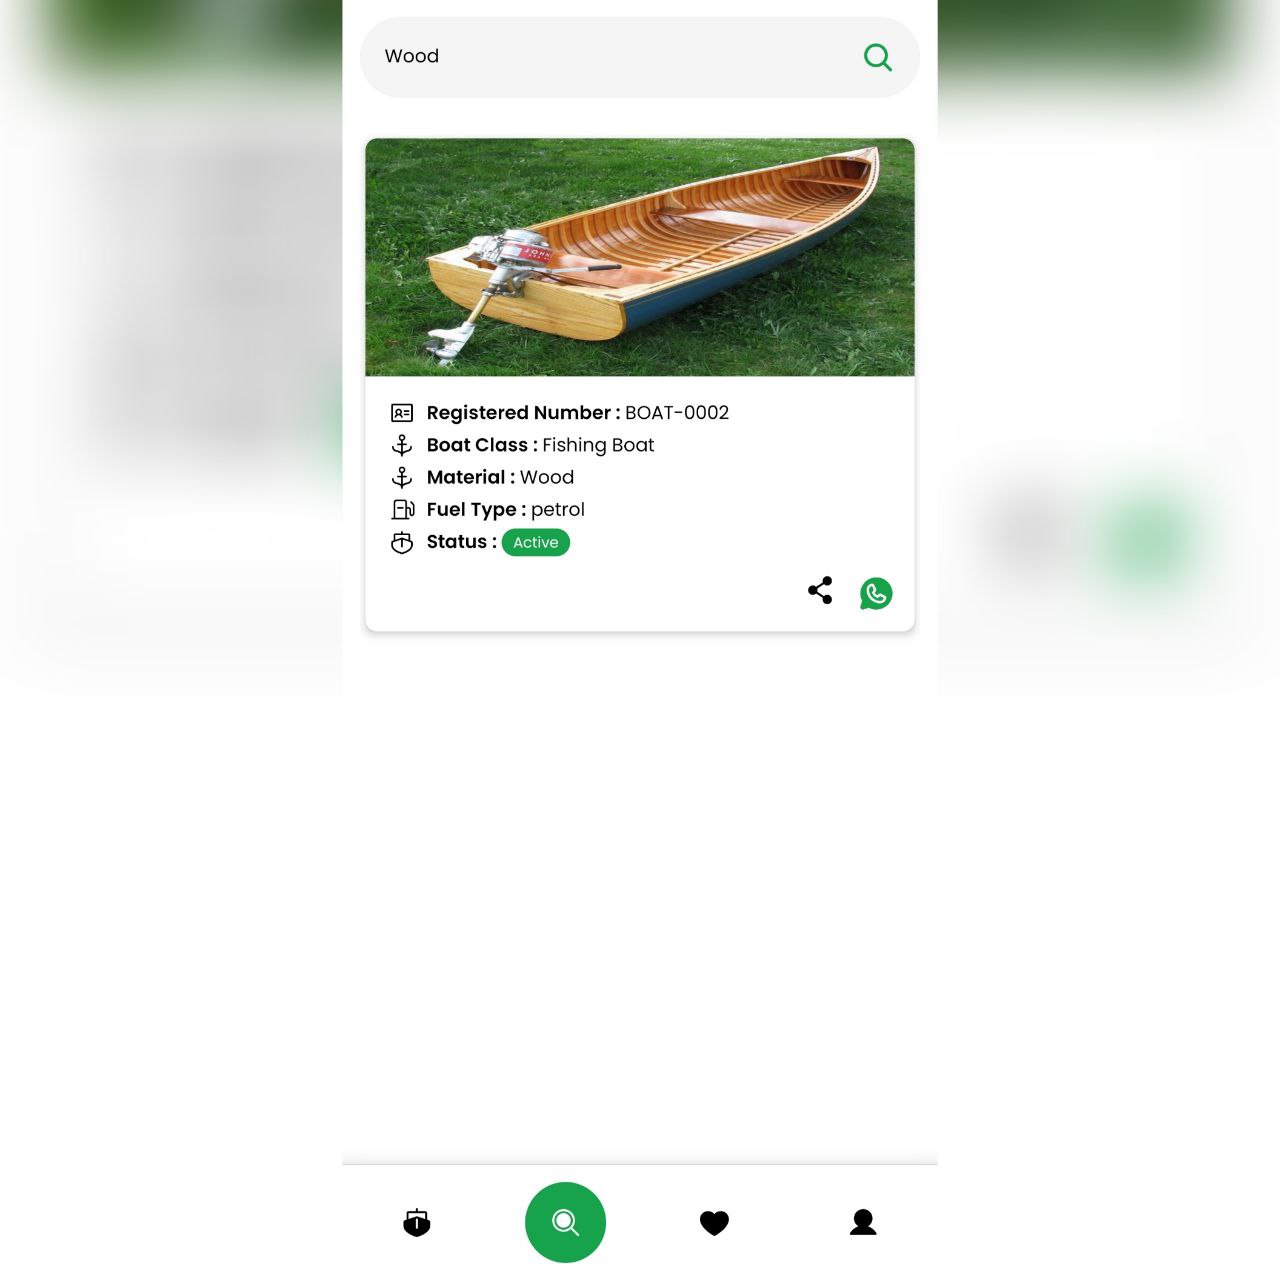 Wood
Registered Number : BOAT-0002
Boat Class : Fishing Boat
Material : Wood
Fuel Type : petrol
Status : Active